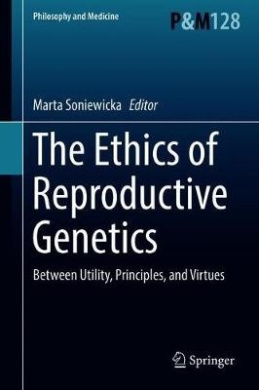 Philosophy and Medicine
P&M128
Marta Soniewicka Editor
The Ethics of
Reproductive
Genetics
Between Utility, Principles, and Virtues
Springer